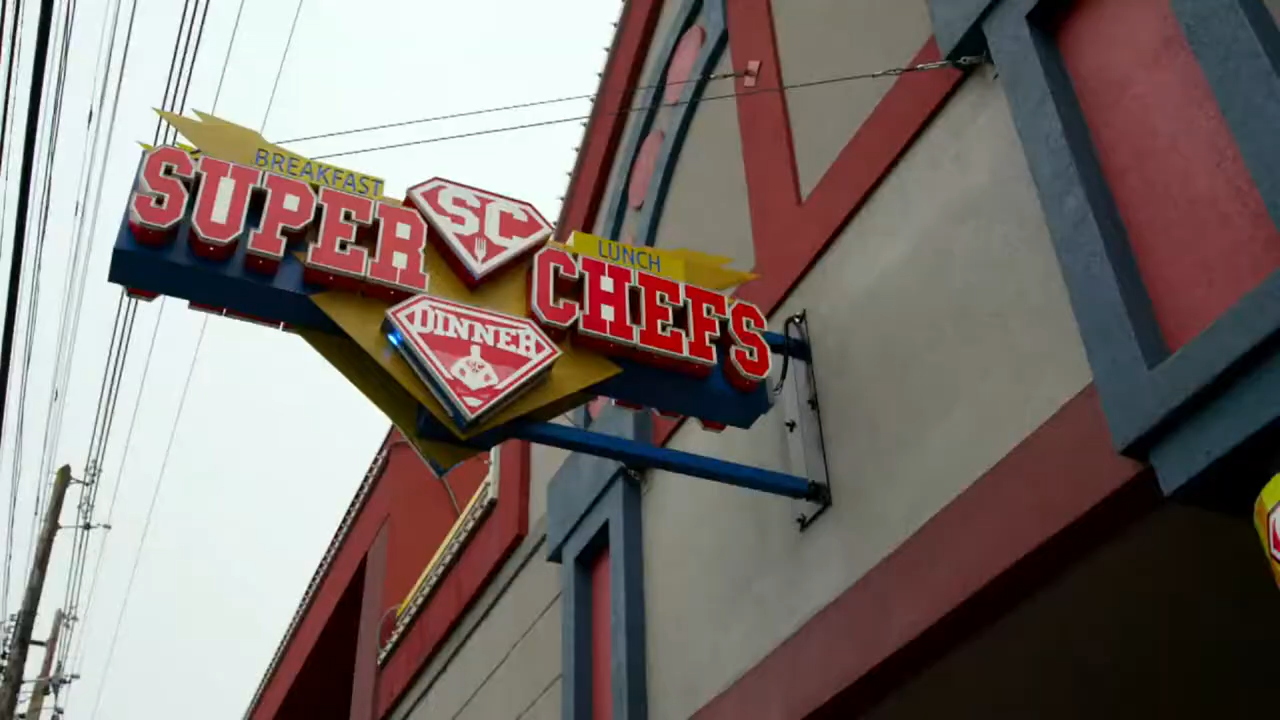 BREAKFAST
SUPER
SC
LUNCH
CHEFS
DINNER